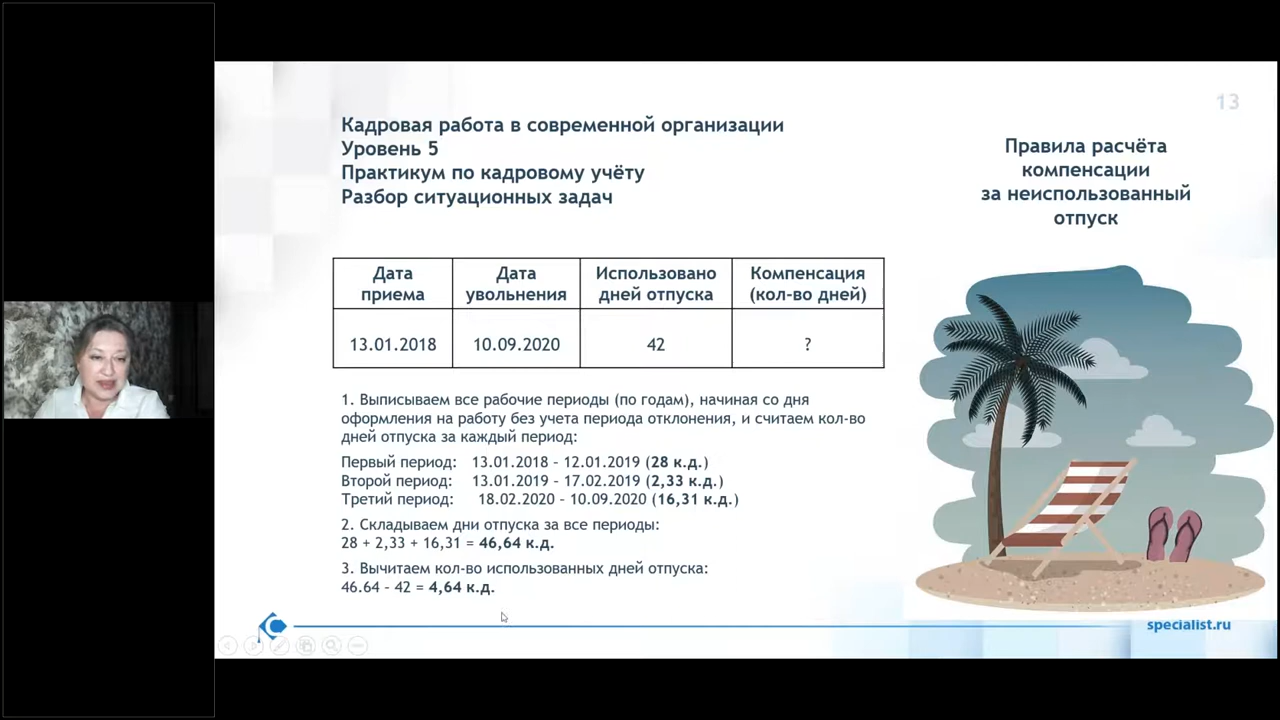 13
Кадровая работа в современной организации
Уровень 5
Практикум по кадровому учёту
Разбор ситуационных задач
Правила расчёта
компенсации
за неиспользованный
отпуск
Дата приема
Дата увольнения
Использовано дней отпуска
Компенсация (кол-во дней)
13.01.2018
10.09.2020
42
?
1. Выписываем все рабочие периоды (по годам), начиная со дня
оформления на работу без учета периода отклонения, и считаем кол-во
дней отпуска за каждый период:
Первый период: 13.01.2018 - 12.01.2019 (28 к.д.)
Второй период: 13.01.2019 - 17.02.2019 (2,33 к.д.)
Третий период: 18.02.2020 - 10.09.2020 (16,31 к.д.)
2. Складываем дни отпуска за все периоды:
28 + 2,33 + 16,31 = 46,64 к.д.
3. Вычитаем кол-во использованных дней отпуска:
46.64 - 42 = 4,64 к.д.
specialist.ru